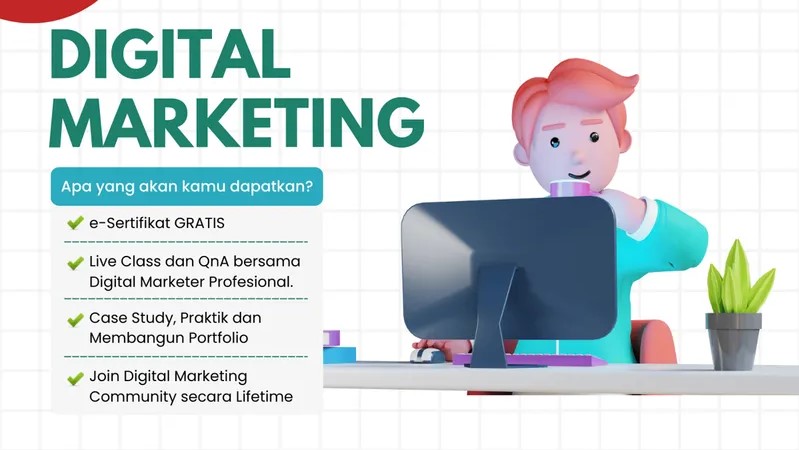 DIGITAL
MARKETING
Apa yang akan kamu dapatkan?
e-Sertifikat GRATIS
Live Class dan QnA bersama
Digital Marketer Profesional.
Case Study, Praktik dan
Membangun Portfolio
Join Digital Marketing
Community secara Lifetime